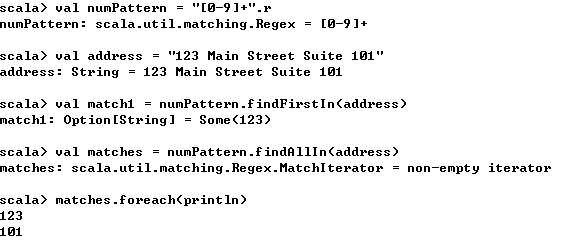 scala> val numPattern = "[0-9]+".r
numPattern: scala.util.matching.Regex = [0-9]+
scala> val address = "123 Main Street Suite 101"
address: String = 123 Main Street Suite 101
scala> val match1 = numPattern.findFirstIn(address)
match1: Option[String] = Some(123)
scala> val matches = numPattern.findAllIn(address)
matches: scala.util.matching.Regex.MatchIterator = non-empty iterator
scala> matches.foreach(println)
123
101